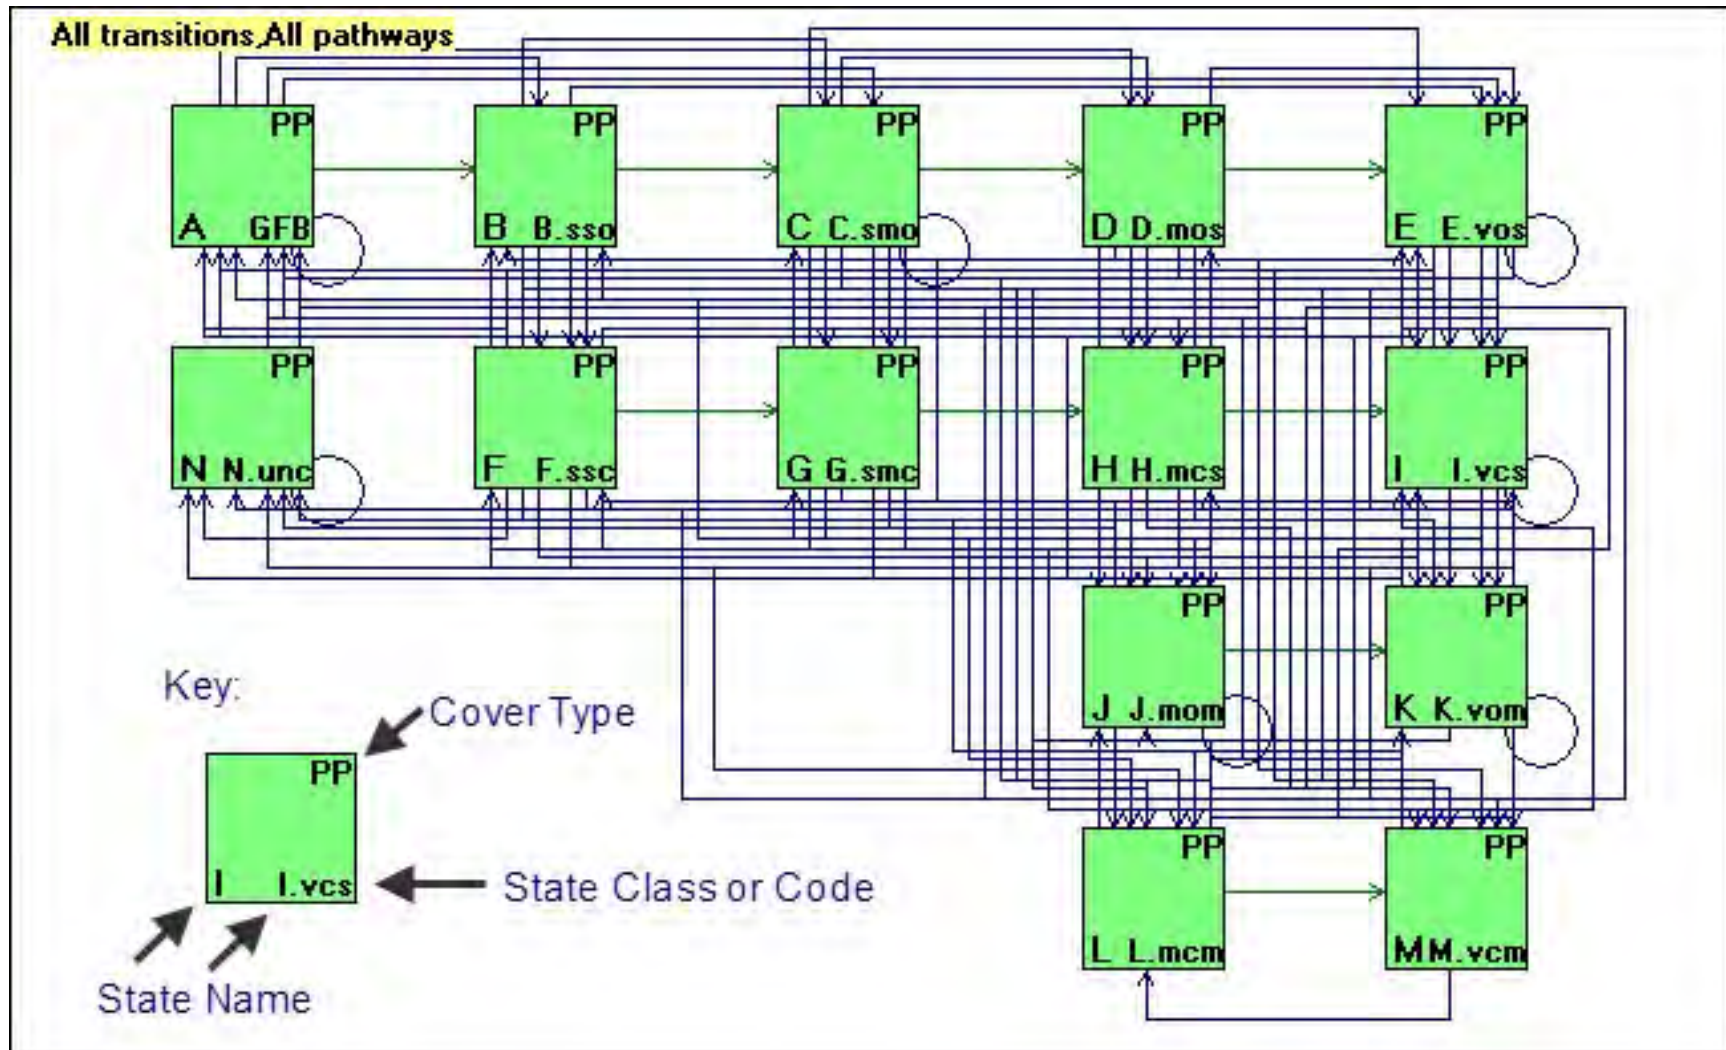 All transitions,All pathways
PP
A GFB
PP
B B.sso
PP
C C.smo
PP
D D.mos
PP
E E.vos
PP
N N.unc
PP
F F.ssc
PP
G G.smc
PP
H H.mcs
PP
I I.vcs
PP
J J.mom
PP
K K.vom
PP
L L.mcm
PP
M M.vcm
Key:
Cover Type
PP
I I.vcs
State Class or Code
State Name